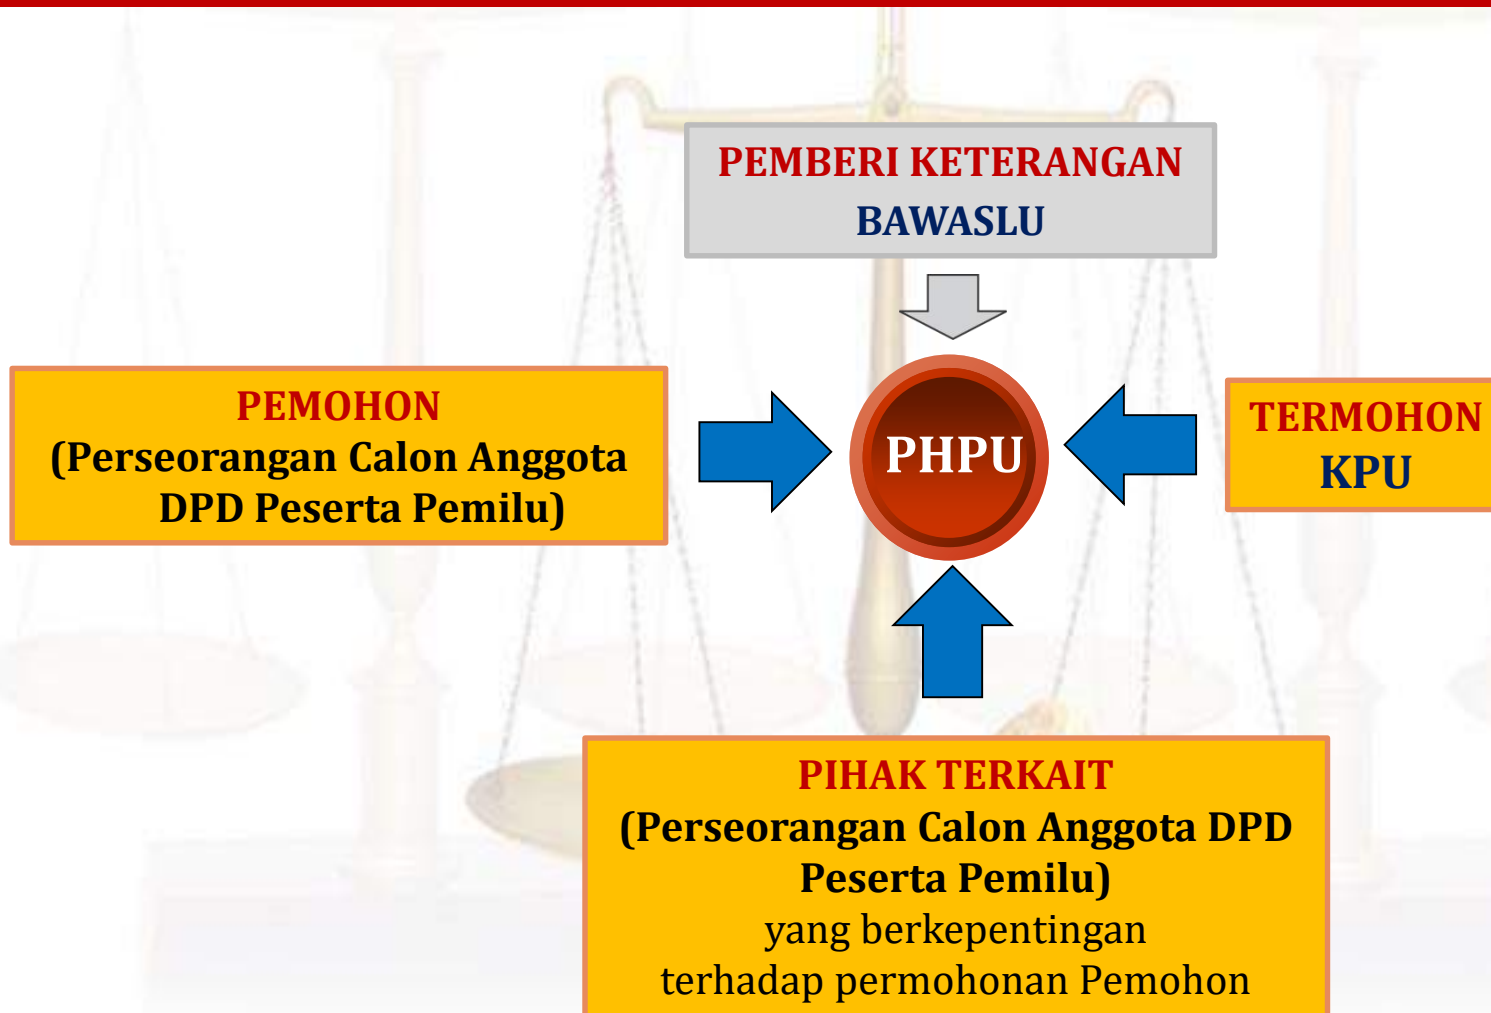 PEMBERI KETERANGAN
BAWASLU
PEMOHON
(Perseorangan Calon Anggota
DPD Peserta Pemilu)
PHPU
TERMOHON
KPU
PIHAK TERKAIT
(Perseorangan Calon Anggota DPD
Peserta Pemilu)
yang berkepentingan
terhadap permohonan Pemohon